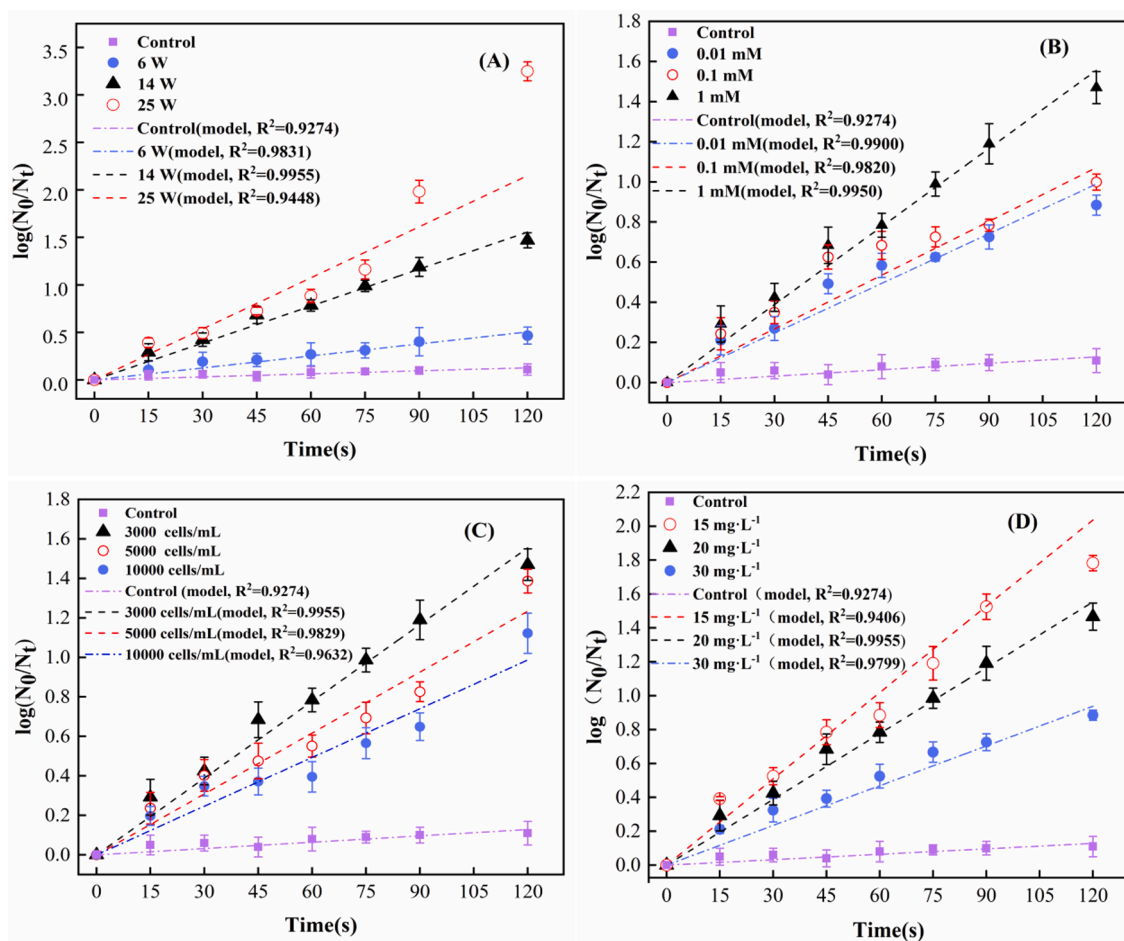 (A)
Control
6 W
14 W
25 W
Control(model, R²=0.9274)
6 W(model, R²=0.9831)
14 W(model, R²=0.9955)
25 W(model, R²=0.9448)
3.5
3.0
2.5
2.0
1.5
1.0
0.5
0.0
log(N₀/Nₜ)
0 15 30 45 60 75 90 105 120
Time(s)
(B)
Control
0.01 mM
0.1 mM
1 mM
Control(model, R²=0.9274)
0.01 mM(model, R²=0.9900)
0.1 mM(model, R²=0.9820)
1 mM(model, R²=0.9950)
1.8
1.6
1.4
1.2
1.0
0.8
0.6
0.4
0.2
0.0
log(N₀/Nₜ)
0 15 30 45 60 75 90 105 120
Time(s)
(C)
Control
3000 cells/mL
5000 cells/mL
10000 cells/mL
Control (model, R²=0.9274)
3000 cells/mL(model, R²=0.9955)
5000 cells/mL(model, R²=0.9829)
10000 cells/mL(model, R²=0.9632)
1.8
1.6
1.4
1.2
1.0
0.8
0.6
0.4
0.2
0.0
log(N₀/Nₜ)
0 15 30 45 60 75 90 105 120
Time(s)
(D)
Control
15 mg·L⁻¹
20 mg·L⁻¹
30 mg·L⁻¹
Control（model, R²=0.9274)
15 mg·L⁻¹（model, R²=0.9406)
20 mg·L⁻¹（model, R²=0.9955)
30 mg·L⁻¹（model, R²=0.9799)
2.2
2.0
1.8
1.6
1.4
1.2
1.0
0.8
0.6
0.4
0.2
0.0
log（N₀/Nₜ)
0 15 30 45 60 75 90 105 120
Time(s)